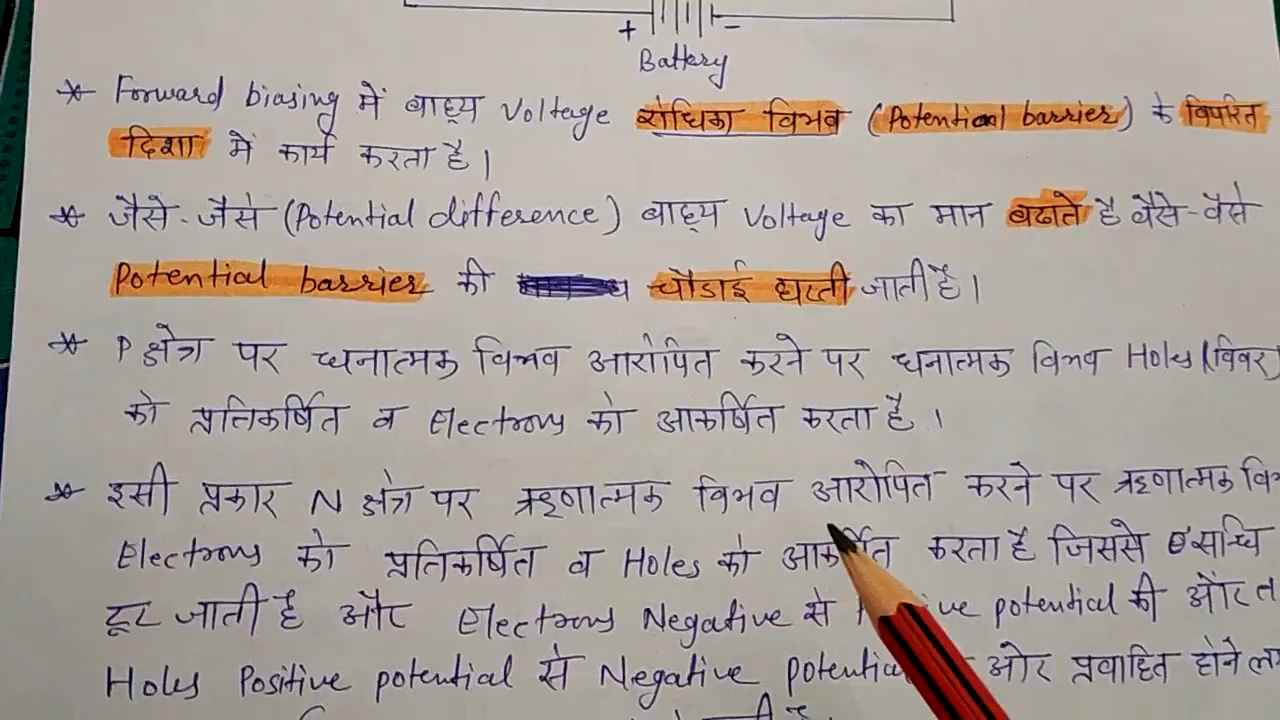 + -
Battery
* Forward biasing में बाह्य Voltage रोधिका विभव (Potential barrier) के विपरित
दिशा में कार्य करता है।
* जैसे-जैसे (Potential difference) बाह्य Voltage का मान बढाते है वैसे-वैसे
Potential barrier की चौडाई घटती जाती है।
* P क्षेत्र पर धनात्मक विभव आरोपित करने पर धनात्मक विभव Holes (विवर)
को प्रतिकर्षित व Electrons को आकर्षित करता है।
* इसी प्रकार N क्षेत्र पर ऋणात्मक विभव आरोपित करने पर ऋणात्मक
Electrons को प्रतिकर्षित व Holes को आकर्षित करता है जिससे
टूट जाती है और Electrons Negative से potential की ओर
Holes Positive potential से Negative potential ओर प्रवाहित होने